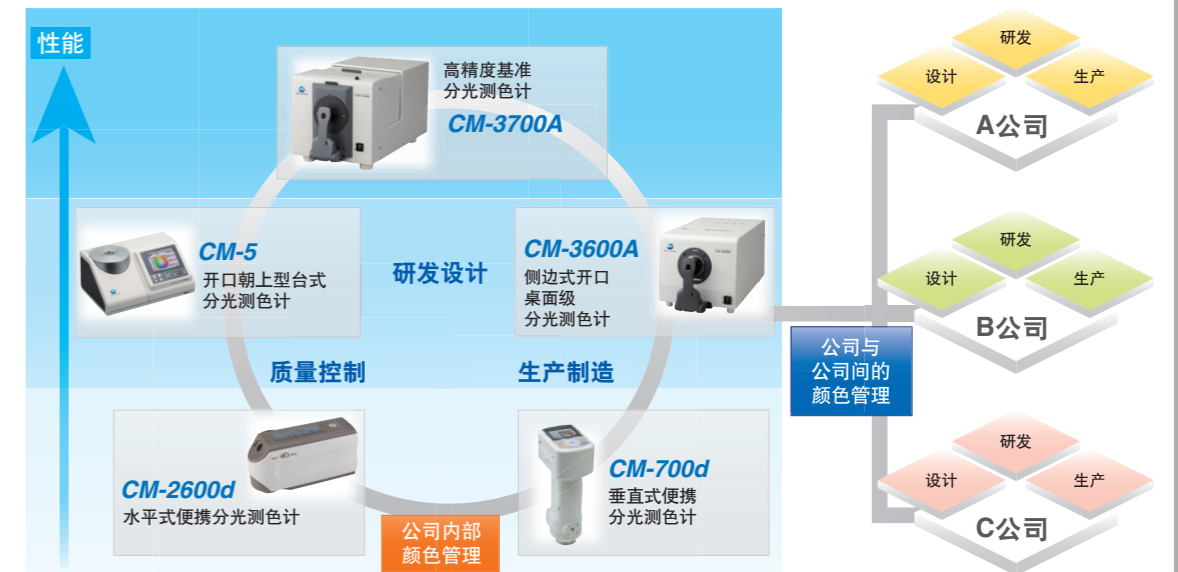 性能
高精度基准
分光测色计
CM-3700A
CM-5
开口朝上型台式
分光测色计
研发设计
CM-3600A
侧边式开口
桌面级
分光测色计
质量控制
生产制造
CM-2600d
水平式便携分光测色计
CM-700d
垂直式便携
分光测色计
公司内部
颜色管理
公司与
公司间的
颜色管理
研发
设计
生产
A公司
研发
设计
生产
B公司
研发
设计
生产
C公司